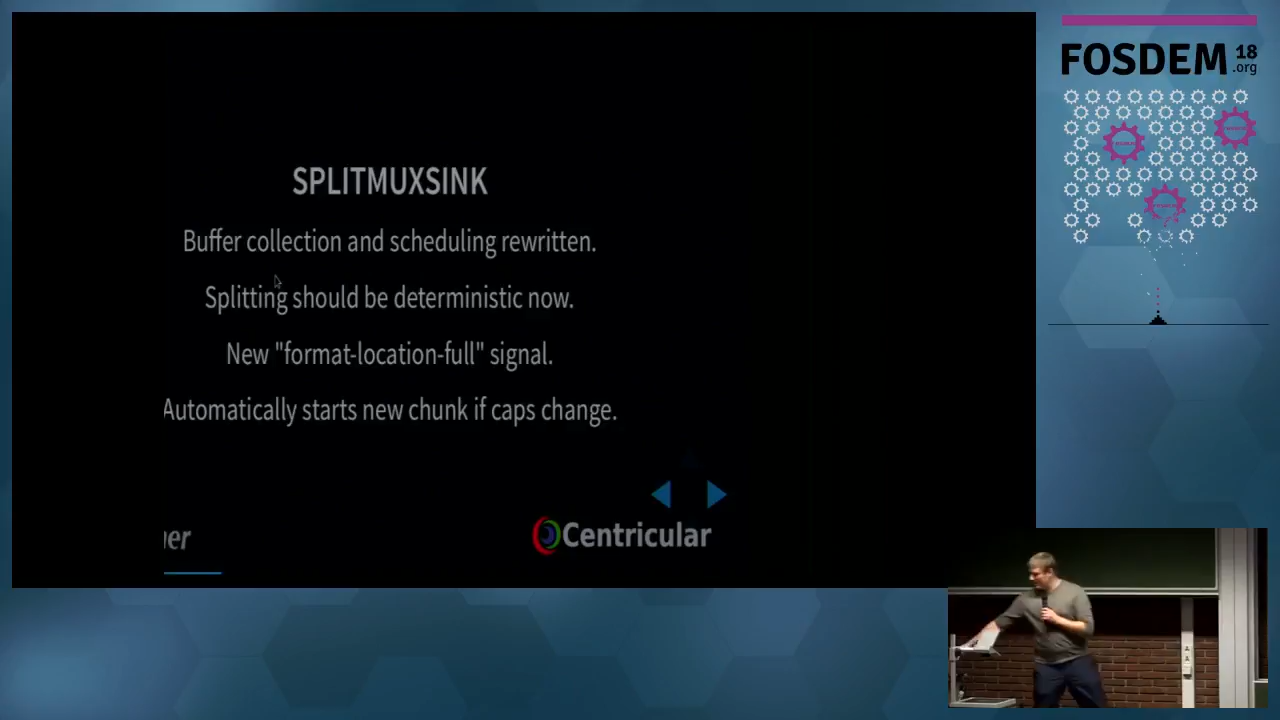 FOSDEM 18
.org
SPLITMUXSINK
Buffer collection and scheduling rewritten.
Splitting should be deterministic now.
New "format-location-full" signal.
Automatically starts new chunk if caps change.
ner
Centricular